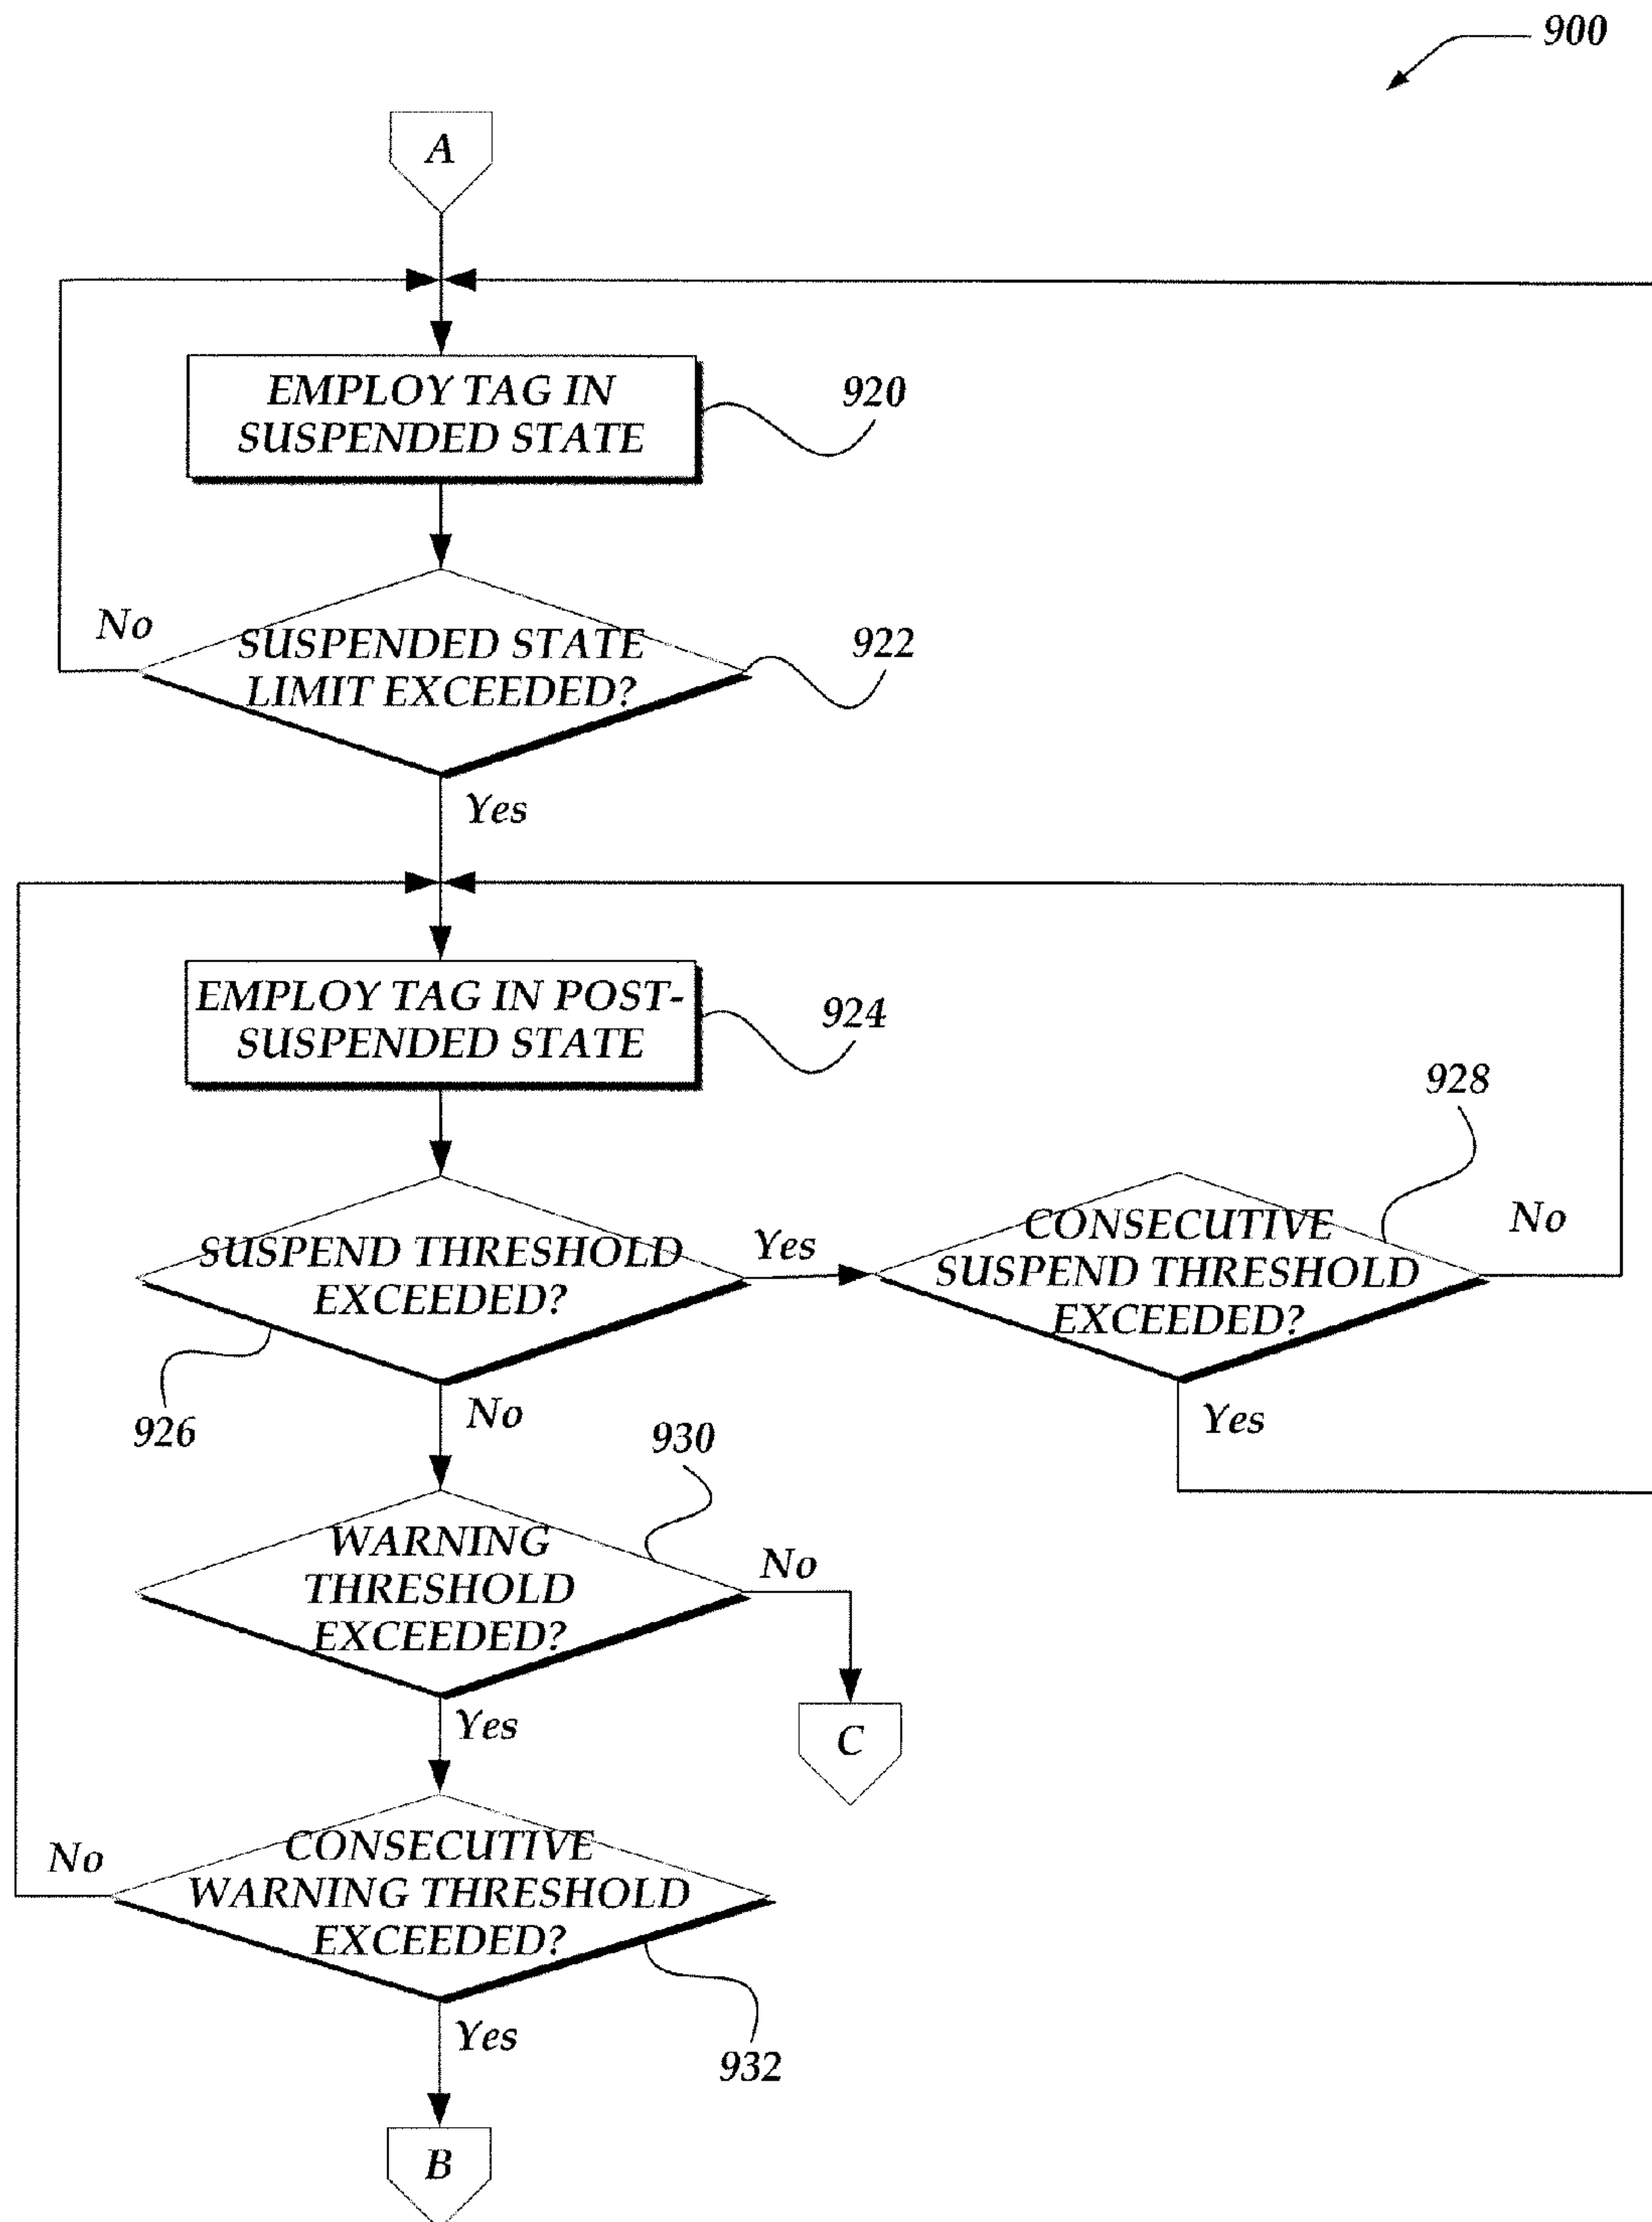 900
A
EMPLOY TAG IN
SUSPENDED STATE
920
No
SUSPENDED STATE
LIMIT EXCEEDED?
922
Yes
EMPLOY TAG IN POST-
SUSPENDED STATE
924
928
SUSPEND THRESHOLD
EXCEEDED?
Yes
CONSECUTIVE
SUSPEND THRESHOLD
EXCEEDED?
No
926
No
Yes
930
WARNING
THRESHOLD
EXCEEDED?
No
Yes
C
No
CONSECUTIVE
WARNING THRESHOLD
EXCEEDED?
Yes
932
B